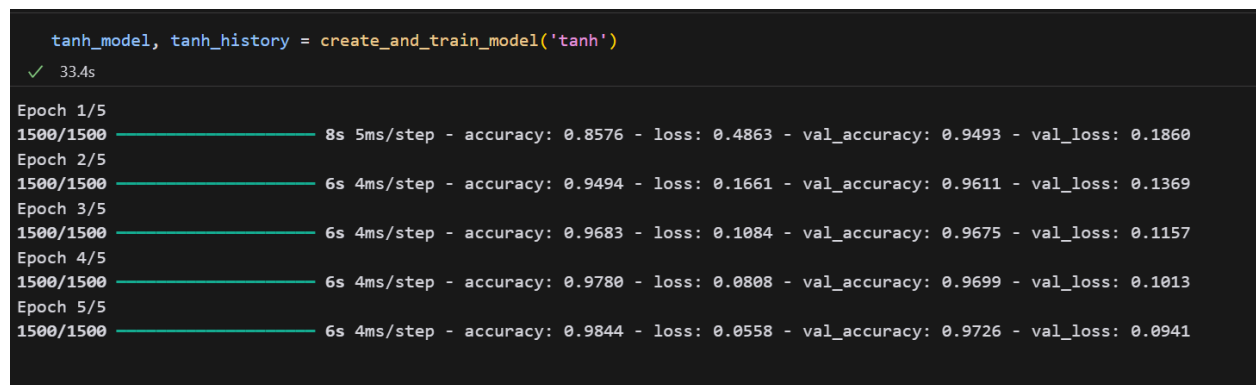 tanh_model, tanh_history = create_and_train_model('tanh')
✓ 33.4s
Epoch 1/5
1500/1500 ━━━━━━━━━━━━━━━━━━━━ 8s 5ms/step - accuracy: 0.8576 - loss: 0.4863 - val_accuracy: 0.9493 - val_loss: 0.1860
Epoch 2/5
1500/1500 ━━━━━━━━━━━━━━━━━━━━ 6s 4ms/step - accuracy: 0.9494 - loss: 0.1661 - val_accuracy: 0.9611 - val_loss: 0.1369
Epoch 3/5
1500/1500 ━━━━━━━━━━━━━━━━━━━━ 6s 4ms/step - accuracy: 0.9683 - loss: 0.1084 - val_accuracy: 0.9675 - val_loss: 0.1157
Epoch 4/5
1500/1500 ━━━━━━━━━━━━━━━━━━━━ 6s 4ms/step - accuracy: 0.9780 - loss: 0.0808 - val_accuracy: 0.9699 - val_loss: 0.1013
Epoch 5/5
1500/1500 ━━━━━━━━━━━━━━━━━━━━ 6s 4ms/step - accuracy: 0.9844 - loss: 0.0558 - val_accuracy: 0.9726 - val_loss: 0.0941